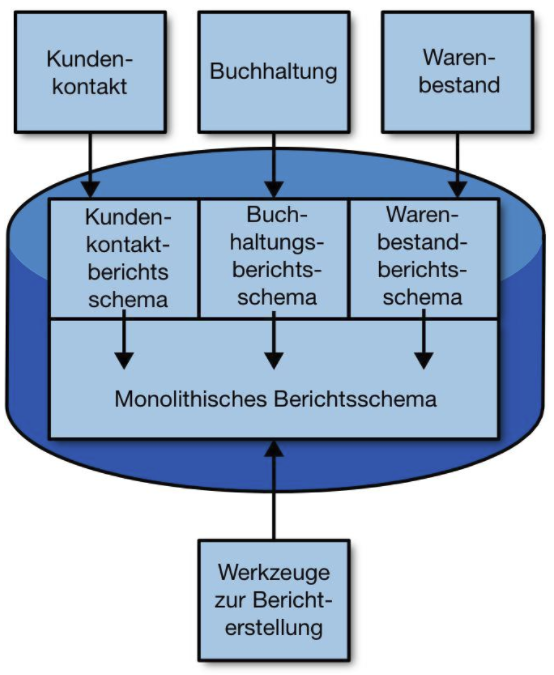 Kunden-
kontakt
Buchhaltung
Waren-
bestand
Kunden-
kontakt-
berichts
schema
Buch-
haltungs-
berichts-
schema
Waren-
bestand-
berichts-
schema
Monolithisches Berichtsschema
Werkzeuge
zur Bericht-
erstellung